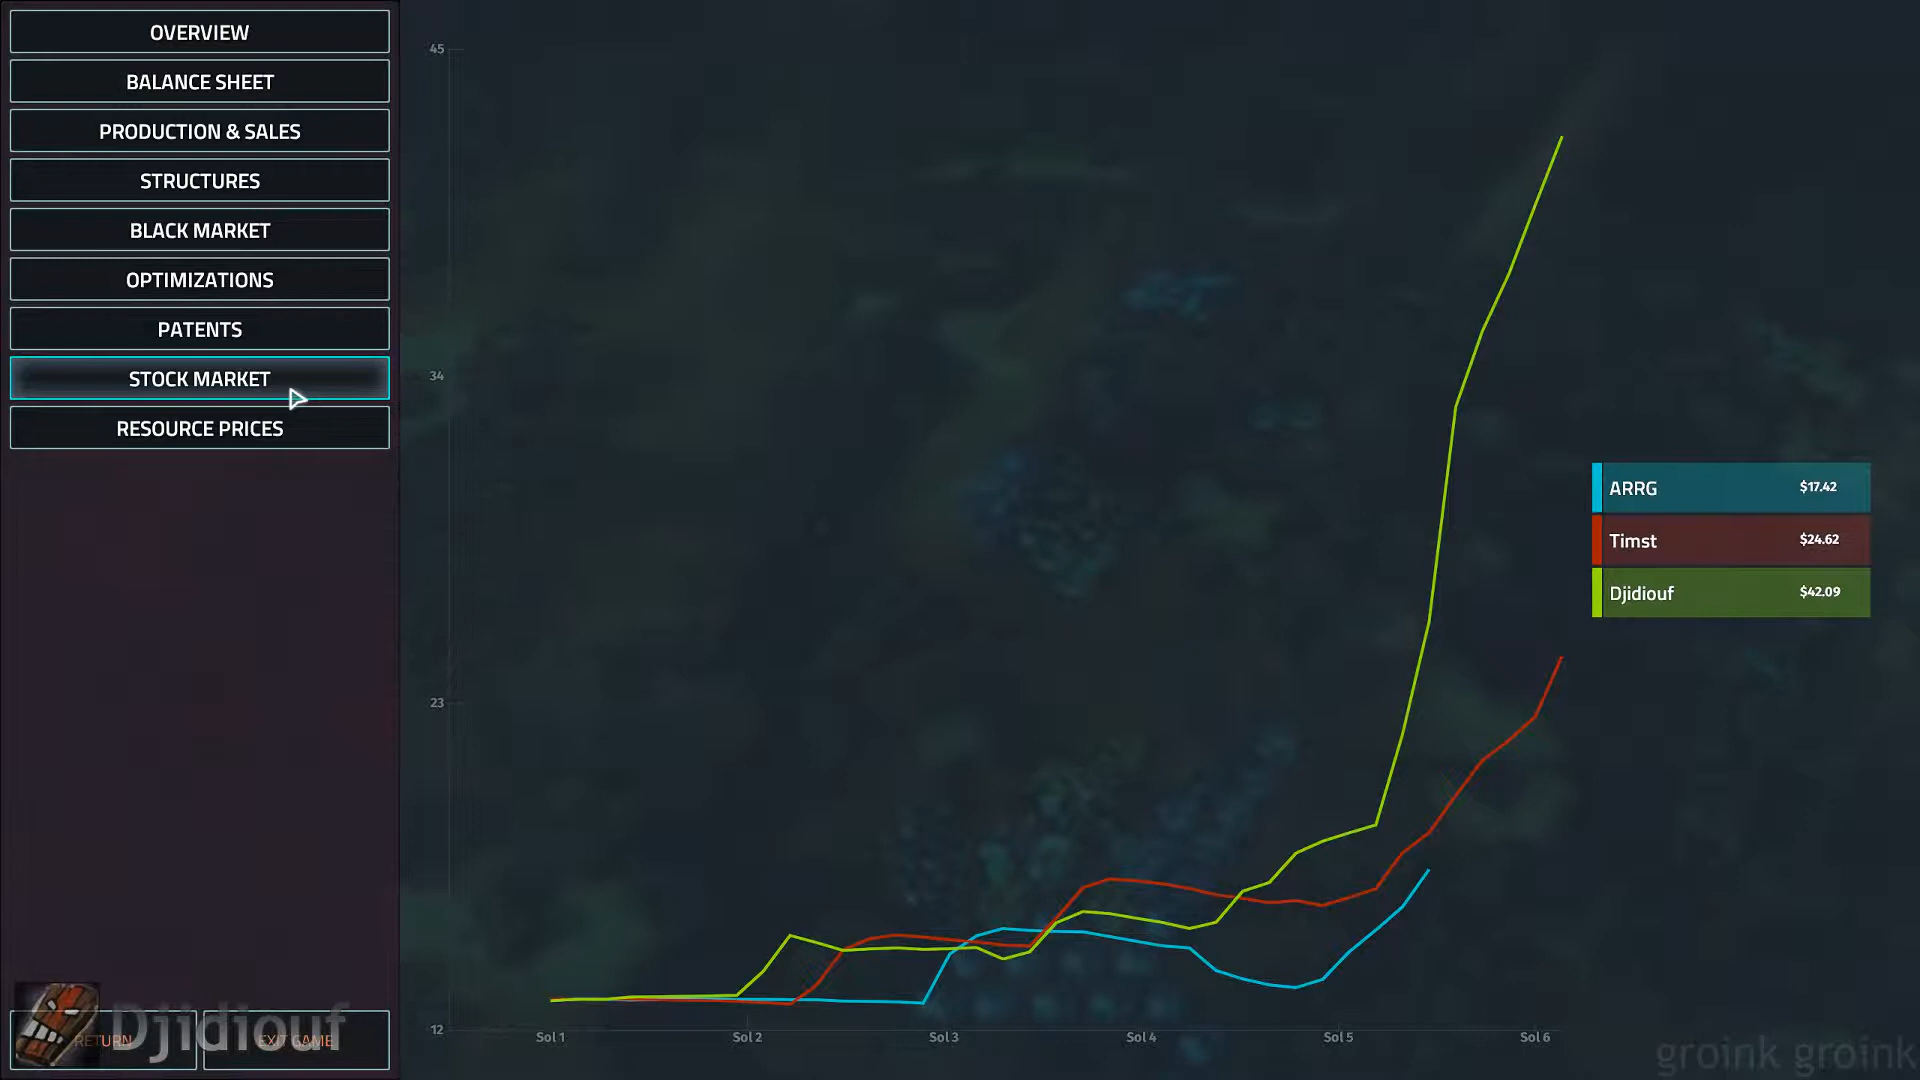 OVERVIEW
BALANCE SHEET
PRODUCTION & SALES
STRUCTURES
BLACK MARKET
OPTIMIZATIONS
PATENTS
STOCK MARKET
RESOURCE PRICES
RETURN
EXIT GAME
Djidiouf
45
34
23
12
Sol 1
Sol 2
Sol 3
Sol 4
Sol 5
Sol 6
ARRG $17.42
Timst $24.62
Djidiouf $42.09
groink groink